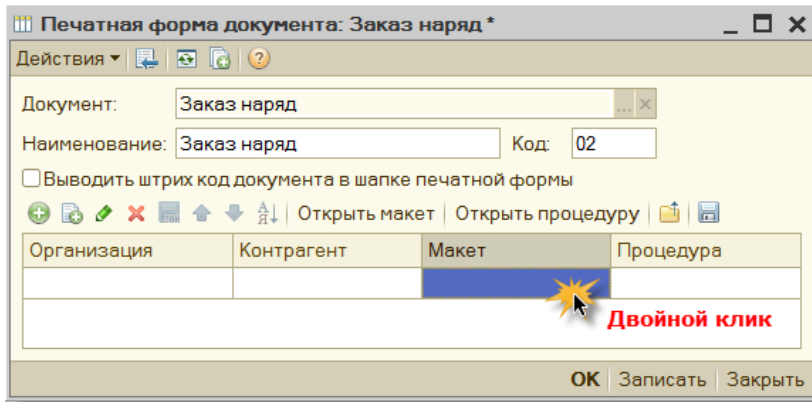 Печатная форма документа: Заказ наряд *
Действия
Документ: Заказ наряд ... ×
Наименование: Заказ наряд Код: 02
Выводить штрих код документа в шапке печатной формы
Открыть макет Открыть процедуру
Организация Контрагент Макет Процедура
Двойной клик
ОК Записать Закрыть